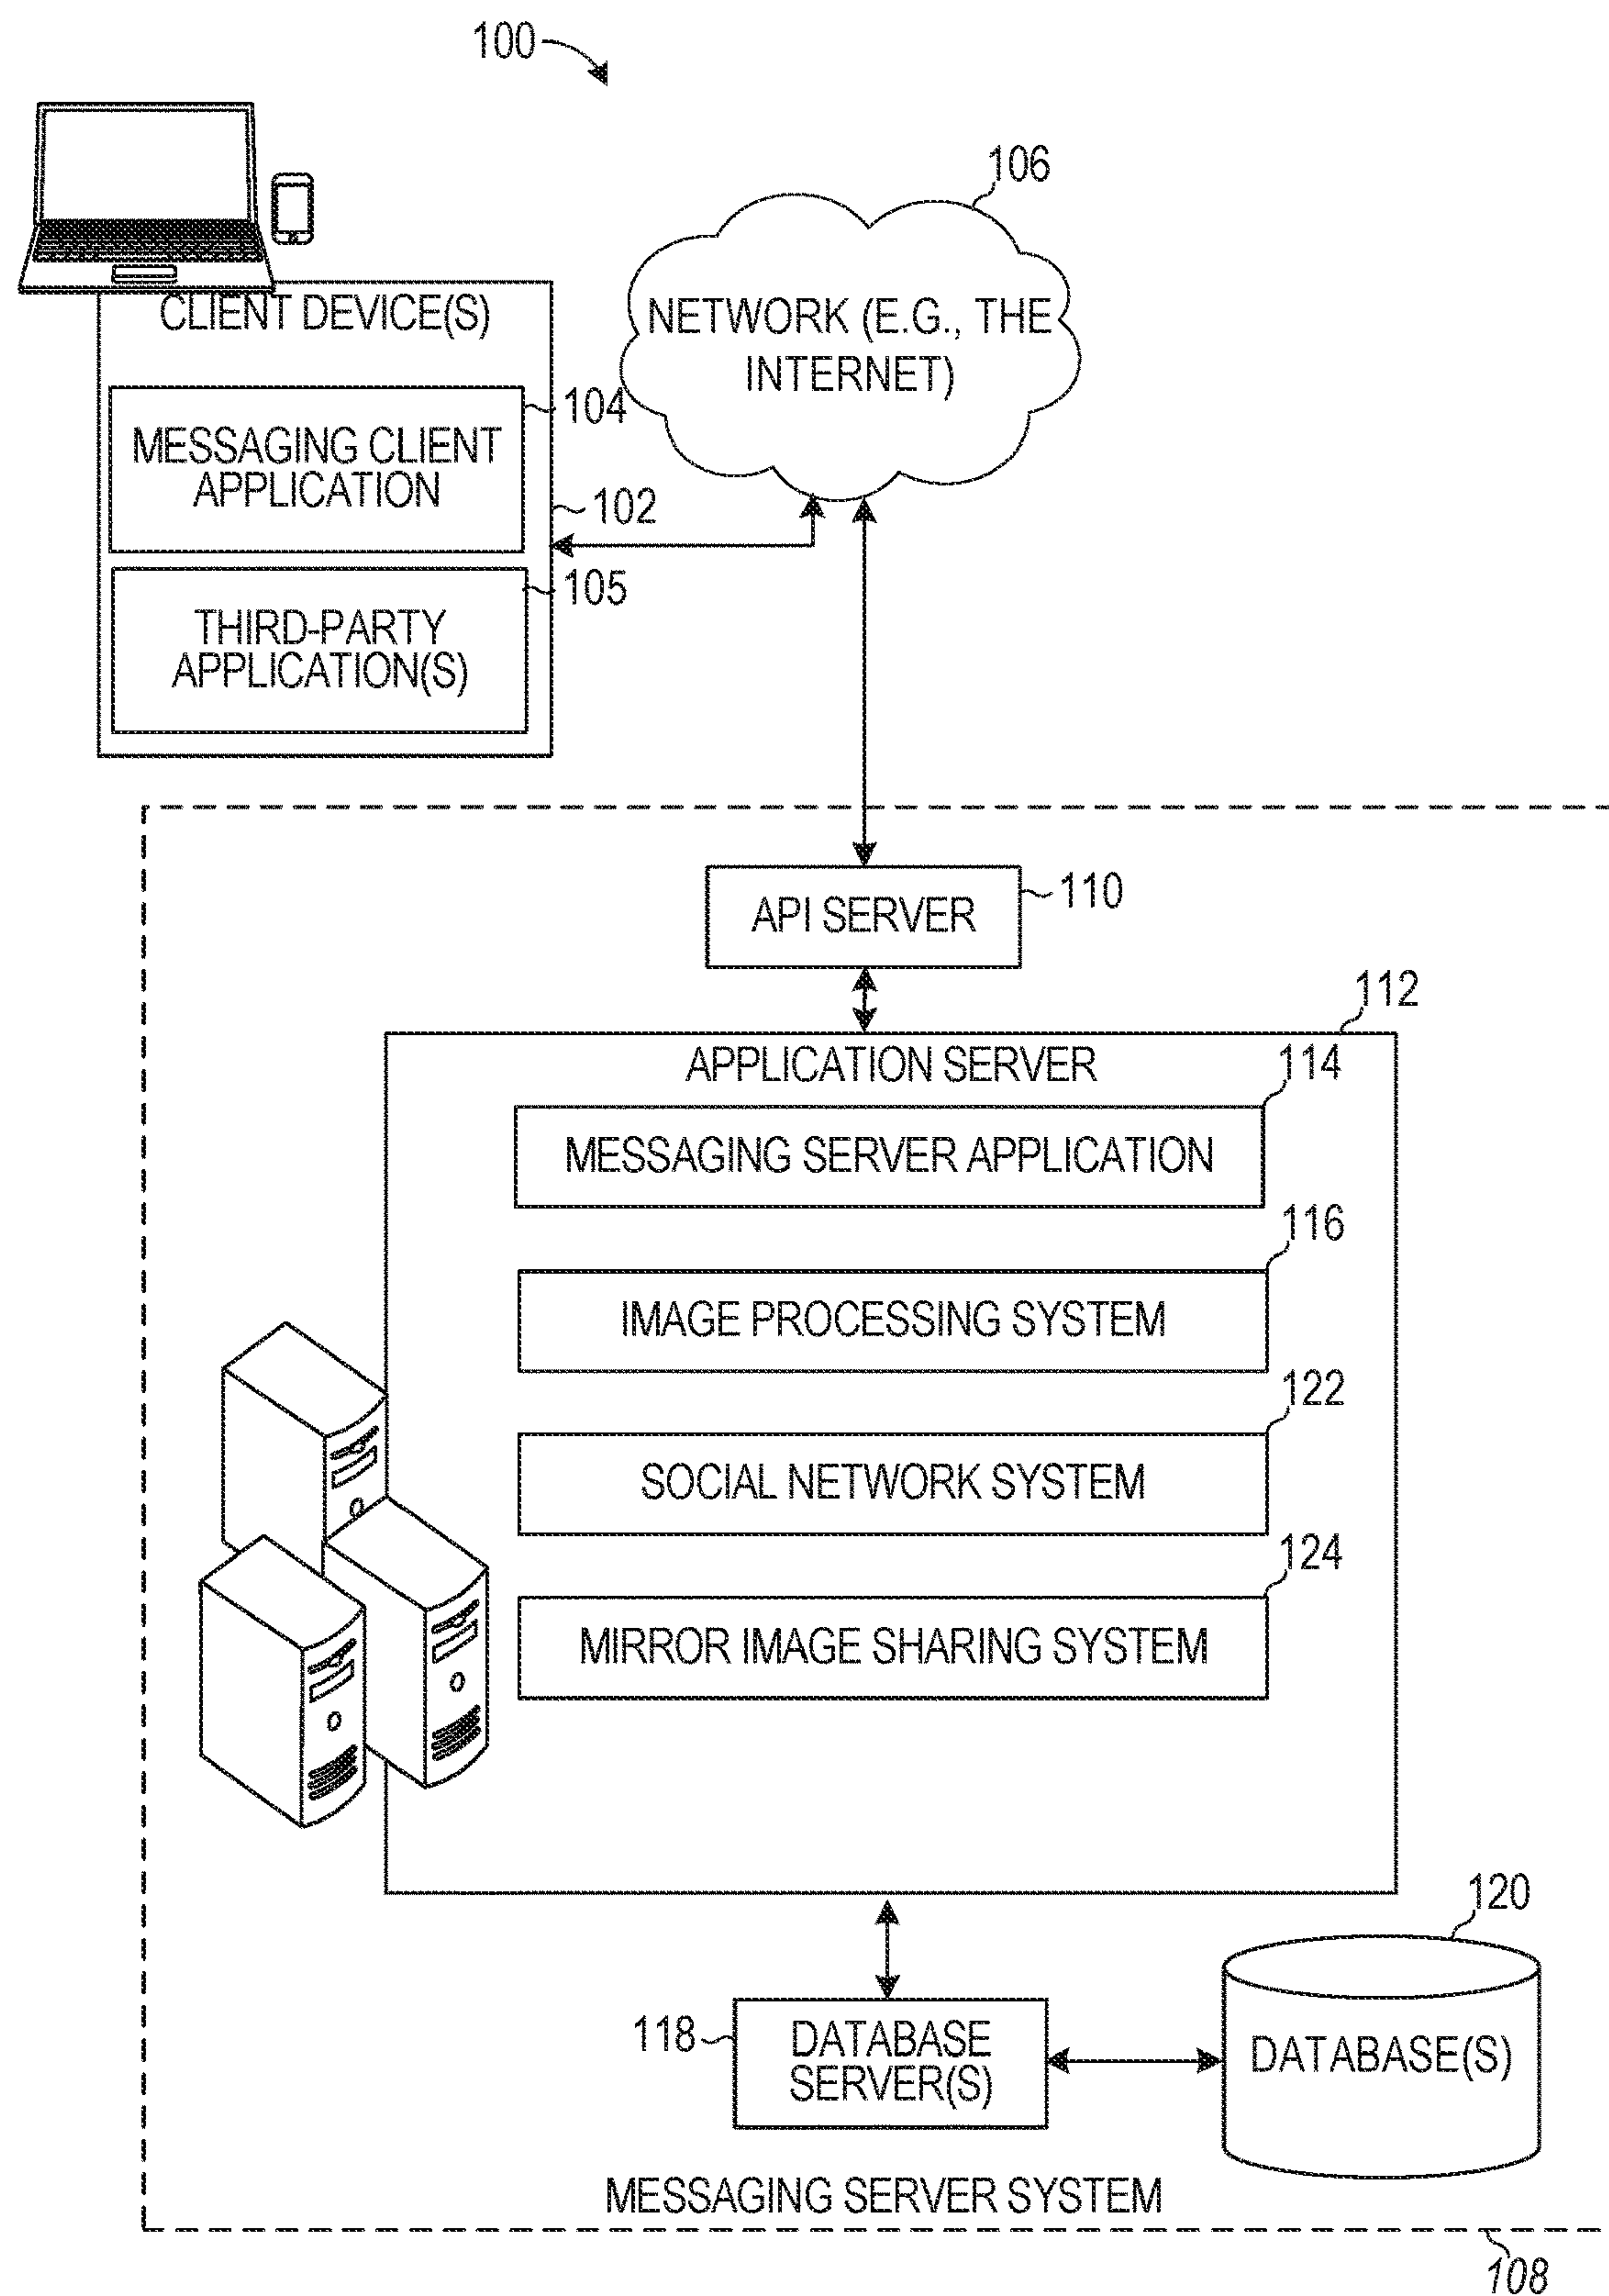 100
106
NETWORK (E.G., THE
INTERNET)
CLIENT DEVICE(S)
104
MESSAGING CLIENT
APPLICATION
102
105
THIRD-PARTY
APPLICATION(S)
110
API SERVER
112
APPLICATION SERVER
114
MESSAGING SERVER APPLICATION
116
IMAGE PROCESSING SYSTEM
122
SOCIAL NETWORK SYSTEM
124
MIRROR IMAGE SHARING SYSTEM
120
118
DATABASE
SERVER(S)
DATABASE(S)
MESSAGING SERVER SYSTEM
108